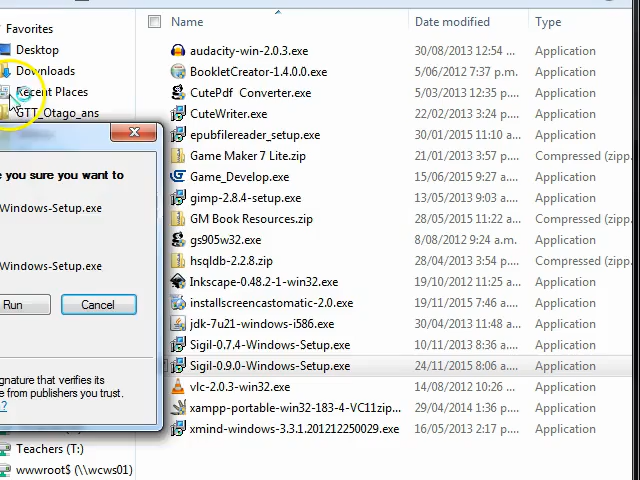 Name Date modified Type
Favorites
Desktop
Downloads
Recent Places
GTT_Otago_ans
audacity-win-2.0.3.exe 30/08/2013 12:54 ... Application
BookletCreator-1.4.0.0.exe 5/06/2012 7:37 p.m. Application
CutePdf Converter.exe 25/02/2013 3:22 p... Application
CuteWriter.exe 22/02/2013 3:24 p... Application
epubfilereader_setup.exe 30/01/2015 11:10 a... Application
Game Maker 7 Lite.zip 21/01/2013 3:57 p... Compressed (zipp...
Game_Develop.exe 15/06/2015 9:27 a... Application
gimp-2.8.4-setup.exe 13/05/2013 9:03 a... Application
GM Book Resources.zip 28/05/2015 11:22 a... Compressed (zipp...
gs905w32.exe 8/08/2012 9:24 a.m. Application
hsqldb-2.2.8.zip 28/04/2013 3:54 p... Compressed (zipp...
Inkscape-0.48.2-1-win32.exe 19/10/2012 11:25 ... Application
installscreencastomatic-2.0.exe 19/11/2015 7:46 a... Application
jdk-7u21-windows-i586.exe 30/04/2013 11:48 a... Application
Sigil-0.7.4-Windows-Setup.exe 10/11/2013 8:36 a... Application
Sigil-0.9.0-Windows-Setup.exe 24/11/2015 8:06 a... Application
vlc-2.0.3-win32.exe 14/08/2012 10:26 ... Application
xampp-portable-win32-183-4-VC11zip... 29/04/2014 1:36 p... Application
xmind-windows-3.3.1.201212250029.exe 16/05/2013 2:17 p... Application
e you sure you want to
Windows-Setup.exe
Windows-Setup.exe
Run Cancel
gnature that verifies its
e from publishers you trust.
?
Teachers (T:)
wwwroot$ (\\wcws01)